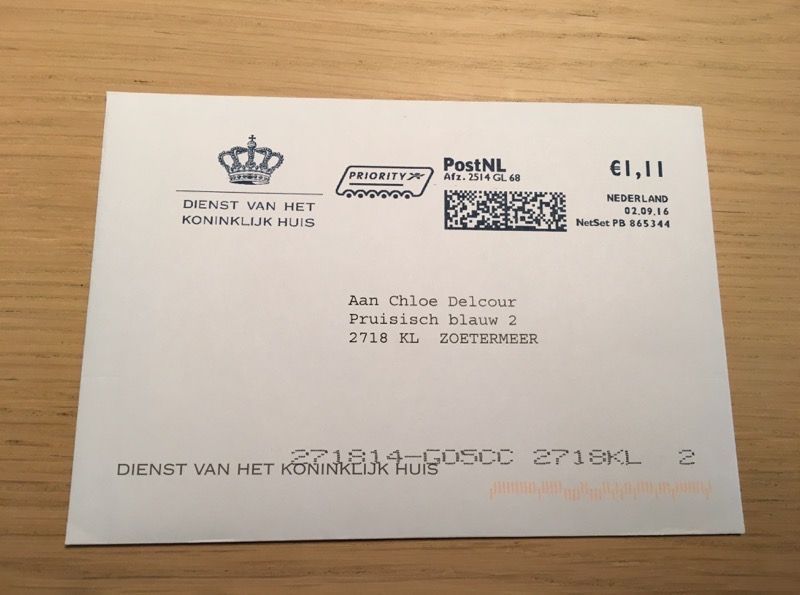 DIENST VAN HET
KONINKLIJK HUIS
PRIORITY
PostNL
Afz. 2514 GL 68
€1,11
NEDERLAND
02.09.16
NetSet PB 865344
Aan Chloe Delcour
Pruisisch blauw 2
2718 KL  ZOETERMEER
271814-G05CC 2718KL  2
DIENST VAN HET KONINKLIJK HUIS